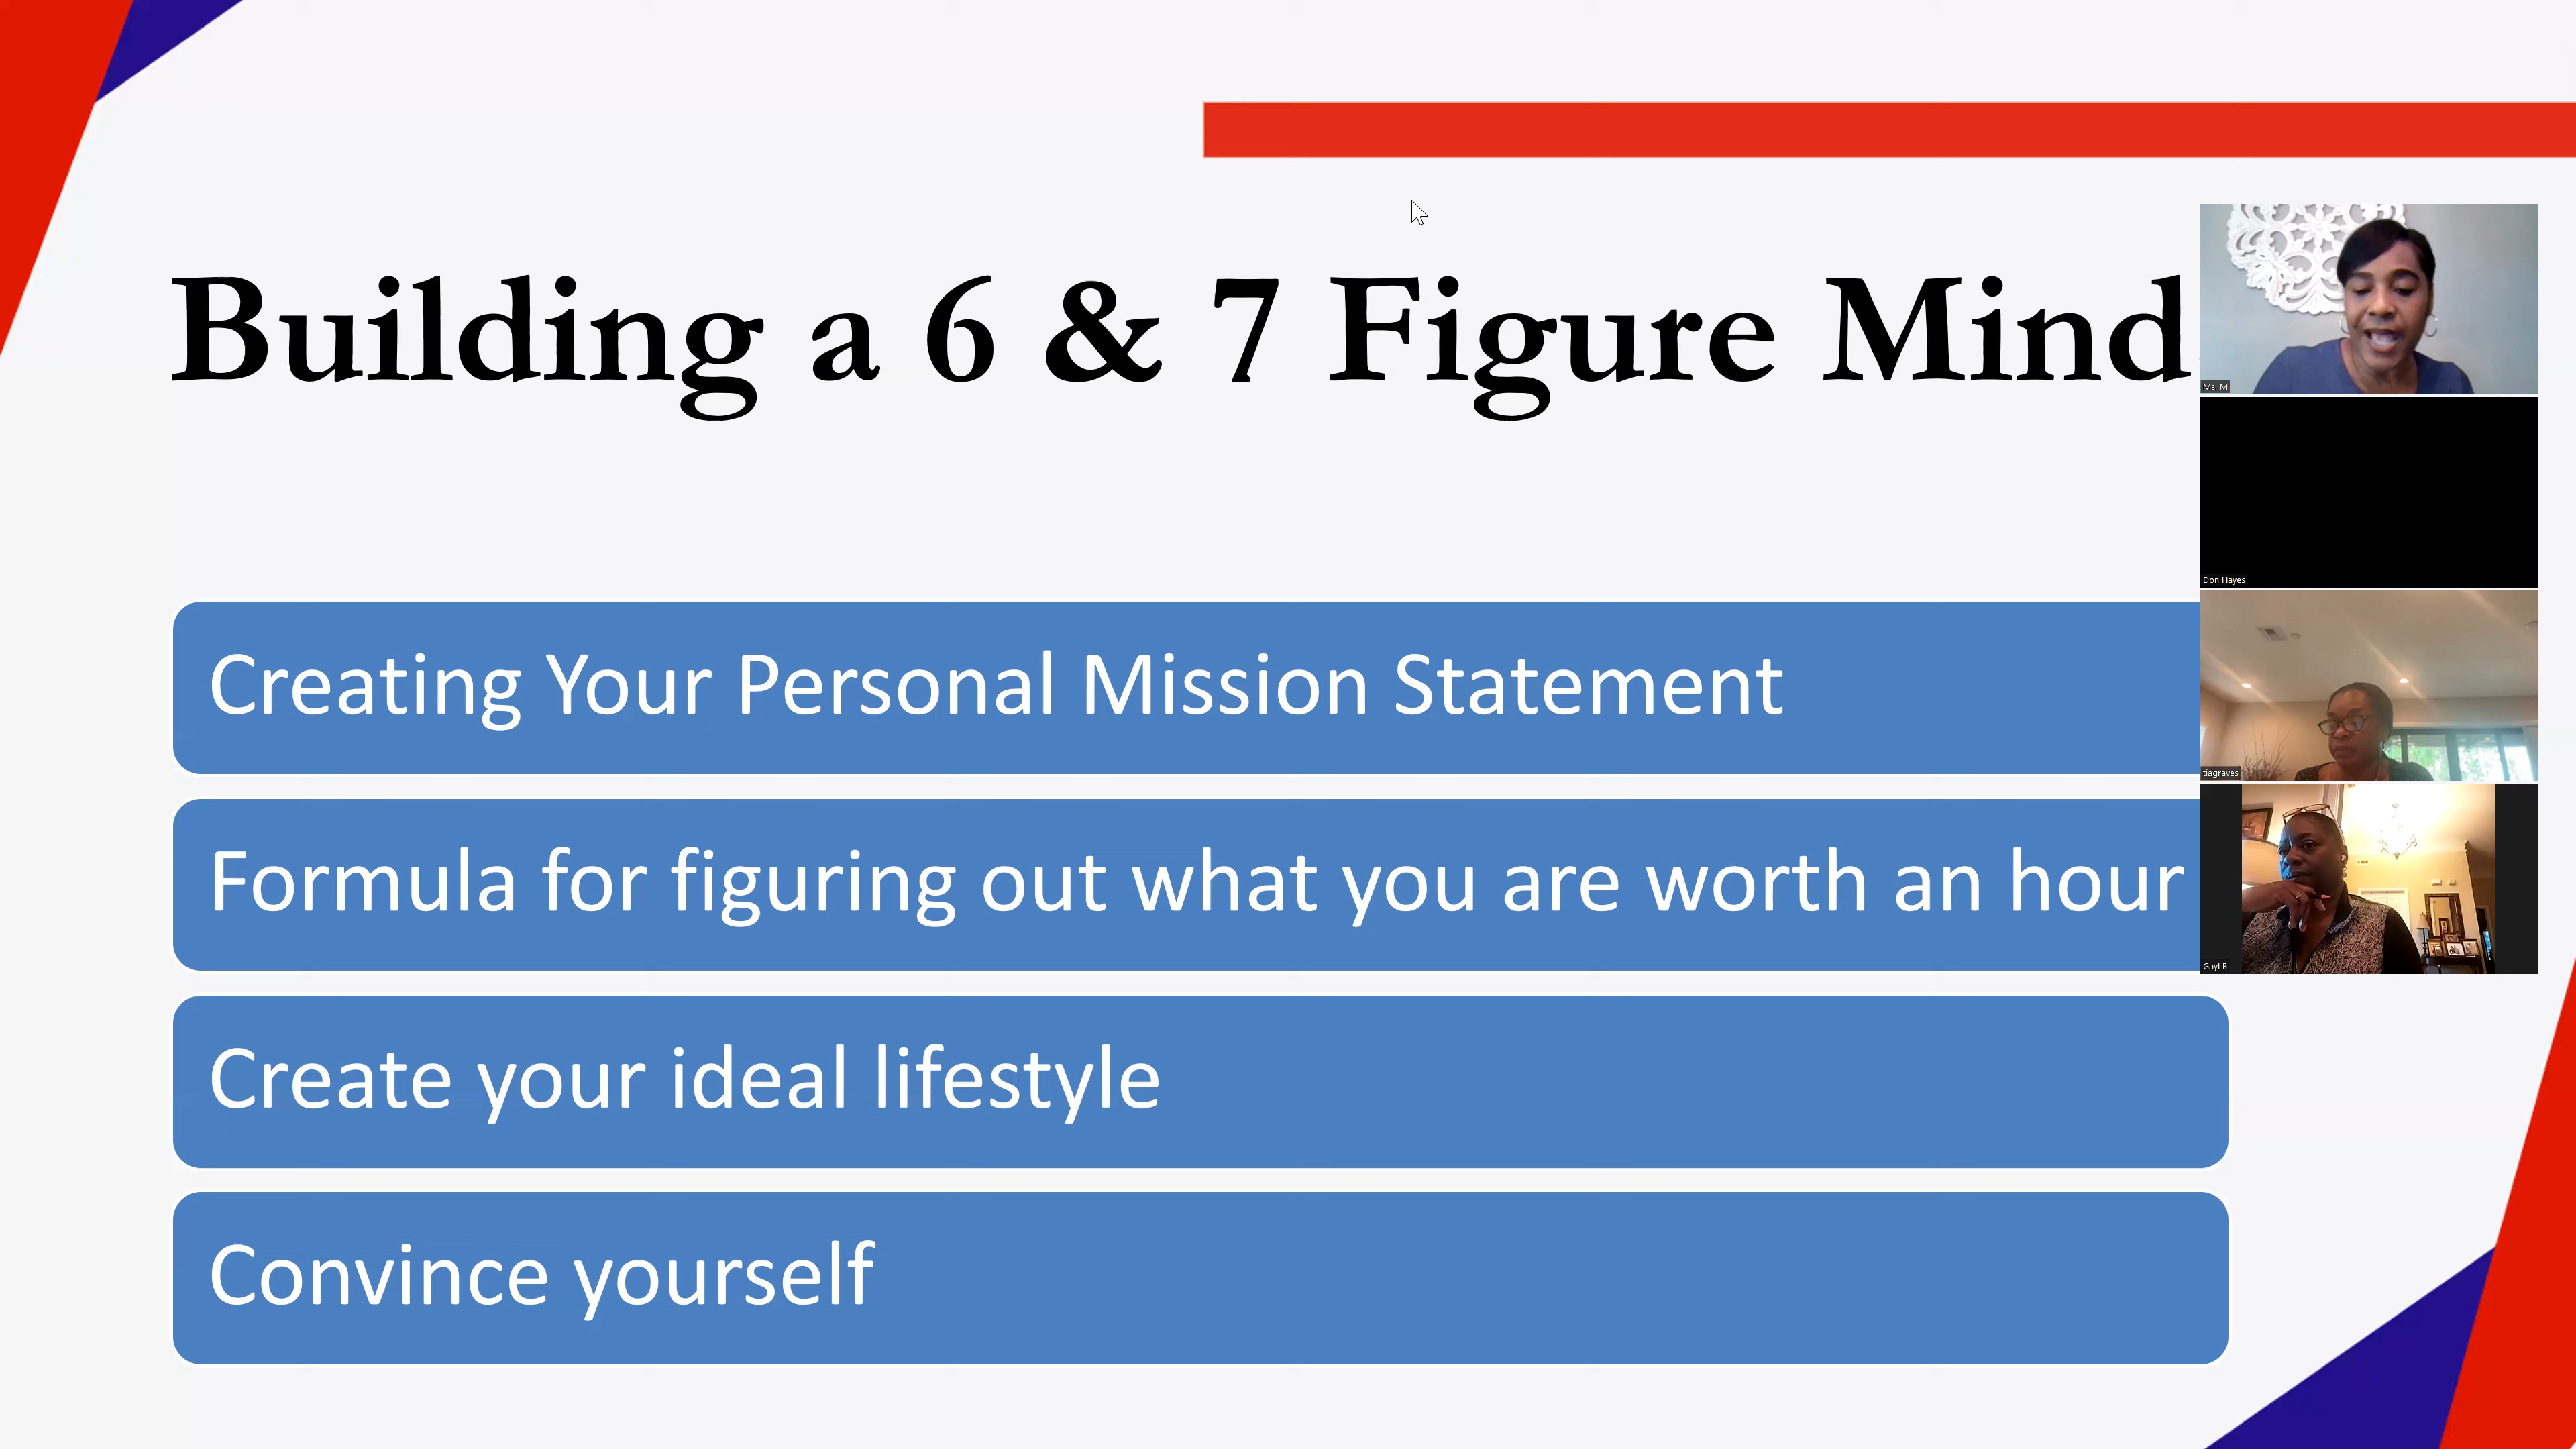 Building a 6 & 7 Figure Mind
Ms. M
Don Hayes
Creating Your Personal Mission Statement
tiagraves
Formula for figuring out what you are worth an hour
Gayl B
Create your ideal lifestyle
Convince yourself